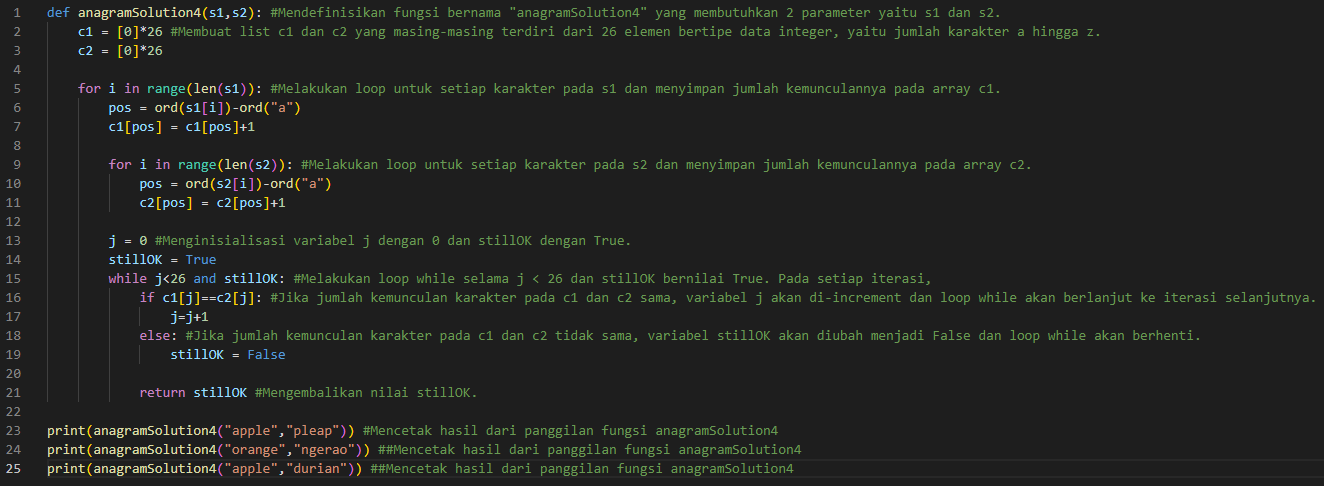 1 def anagramSolution4(s1,s2): #Mendefinisikan fungsi bernama "anagramSolution4" yang membutuhkan 2 parameter yaitu s1 dan s2.
2 c1 = [0]*26 #Membuat list c1 dan c2 yang masing-masing terdiri dari 26 elemen bertipe data integer, yaitu jumlah karakter a hingga z.
3 c2 = [0]*26
4
5 for i in range(len(s1)): #Melakukan loop untuk setiap karakter pada s1 dan menyimpan jumlah kemunculannya pada array c1.
6 pos = ord(s1[i])-ord("a")
7 c1[pos] = c1[pos]+1
8
9 for i in range(len(s2)): #Melakukan loop untuk setiap karakter pada s2 dan menyimpan jumlah kemunculannya pada array c2.
10 pos = ord(s2[i])-ord("a")
11 c2[pos] = c2[pos]+1
12
13 j = 0 #Menginisialisasi variabel j dengan 0 dan stillOK dengan True.
14 stillOK = True
15 while j<26 and stillOK: #Melakukan loop while selama j < 26 dan stillOK bernilai True. Pada setiap iterasi,
16 if c1[j]==c2[j]: #Jika jumlah kemunculan karakter pada c1 dan c2 sama, variabel j akan di-increment dan loop while akan berlanjut ke iterasi selanjutnya.
17 j=j+1
18 else: #Jika jumlah kemunculan karakter pada c1 dan c2 tidak sama, variabel stillOK akan diubah menjadi False dan loop while akan berhenti.
19 stillOK = False
20
21 return stillOK #Mengembalikan nilai stillOK.
22
23 print(anagramSolution4("apple","pleap")) #Mencetak hasil dari panggilan fungsi anagramSolution4
24 print(anagramSolution4("orange","ngerao")) ##Mencetak hasil dari panggilan fungsi anagramSolution4
25 print(anagramSolution4("apple","durian")) ##Mencetak hasil dari panggilan fungsi anagramSolution4